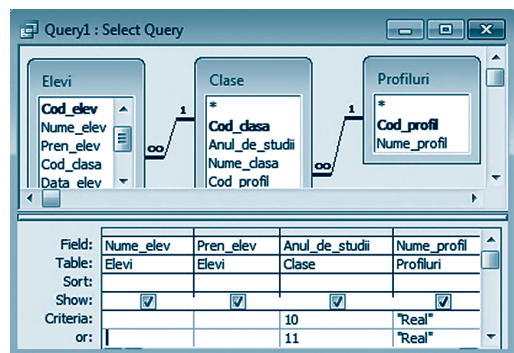 Query1 : Select Query
Elevi
Cod_elev
Nume_elev
Pren_elev
Cod_clasa
Data_elev
1
∞
Clase
*
Cod_clasa
Anul_de_studii
Nume_clasa
Cod_profil
1
∞
Profiluri
*
Cod_profil
Nume_profil
Field: Nume_elev Pren_elev Anul_de_studii Nume_profil
Table: Elevi Elevi Clase Profiluri
Sort:
Show:
Criteria: 10 "Real"
or: 11 "Real"